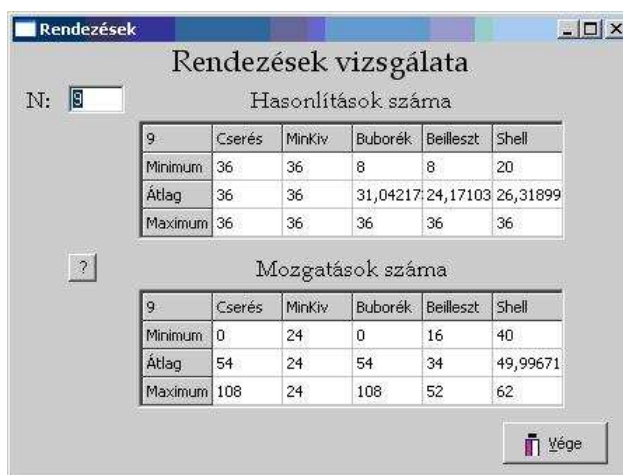 Rendezések
Rendezések vizsgálata
N: 9
Hasonlítások száma
9 Cserés MinKiv Buborék Beilleszt Shell
Minimum 36 36 8 8 20
Átlag 36 36 31,04217 24,17103 26,31899
Maximum 36 36 36 36 36
?
Mozgatások száma
9 Cserés MinKiv Buborék Beilleszt Shell
Minimum 0 24 0 16 40
Átlag 54 24 54 34 49,99671
Maximum 108 24 108 52 62
Vége